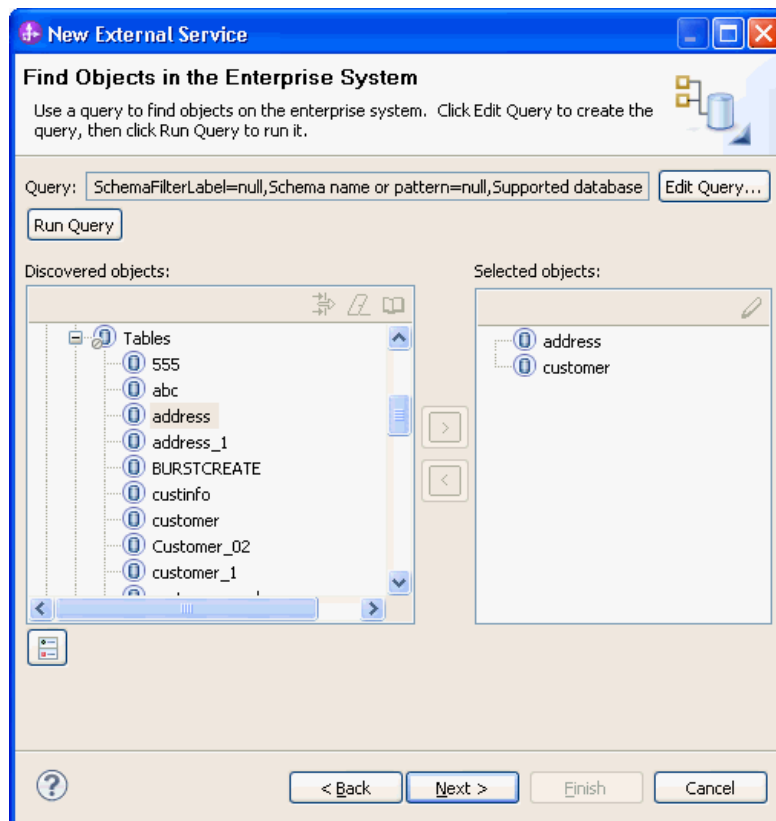 New External Service
Find Objects in the Enterprise System
Use a query to find objects on the enterprise system. Click Edit Query to create the
query, then click Run Query to run it.
Query: SchemaFilterLabel=null,Schema name or pattern=null,Supported database Edit Query...
Run Query
Discovered objects: Selected objects:
Tables
555
abc
address
address_1
BURSTCREATE
custinfo
customer
Customer_02
customer_1
address
customer
< Back Next > Finish Cancel